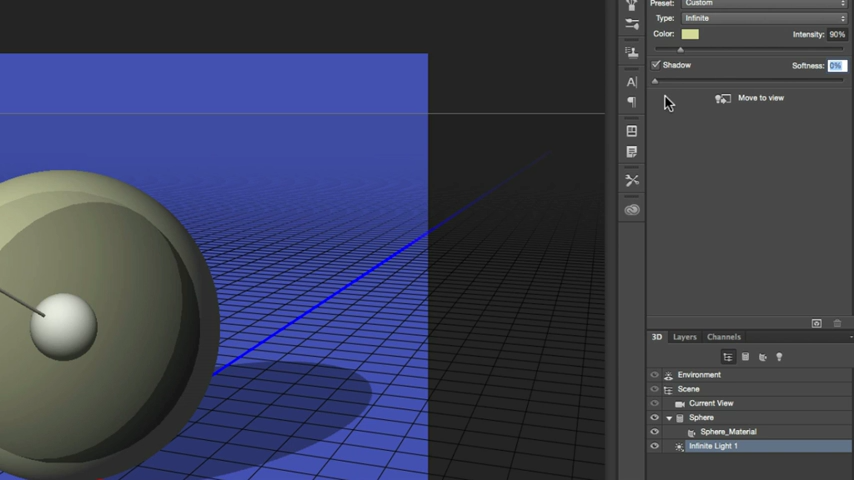 Preset: Custom
Type: Infinite
Color: Intensity: 90%
Shadow Softness: 0%
Move to view
3D Layers Channels
Environment
Scene
Current View
Sphere
Sphere_Material
Infinite Light 1